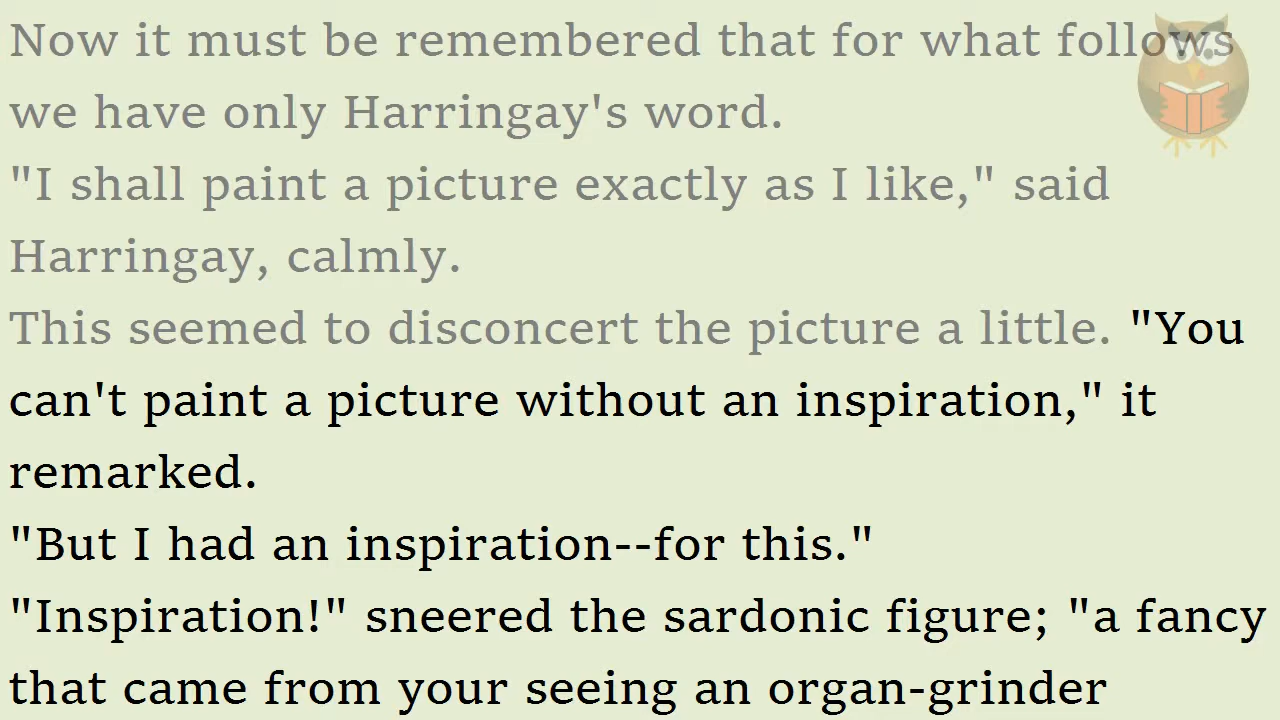 Now it must be remembered that for what follows
we have only Harringay's word.
"I shall paint a picture exactly as I like," said
Harringay, calmly.
This seemed to disconcert the picture a little. "You
can't paint a picture without an inspiration," it
remarked.
"But I had an inspiration--for this."
"Inspiration!" sneered the sardonic figure; "a fancy
that came from your seeing an organ-grinder